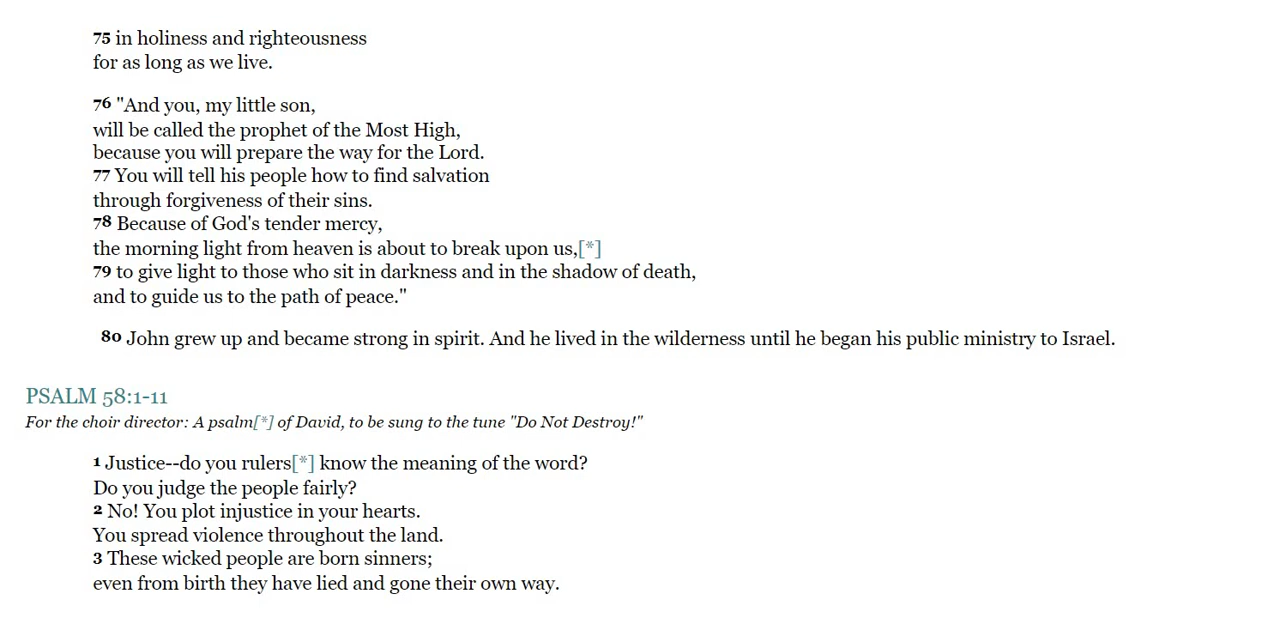 75 in holiness and righteousness
for as long as we live.
76 "And you, my little son,
will be called the prophet of the Most High,
because you will prepare the way for the Lord.
77 You will tell his people how to find salvation
through forgiveness of their sins.
78 Because of God's tender mercy,
the morning light from heaven is about to break upon us,[*]
79 to give light to those who sit in darkness and in the shadow of death,
and to guide us to the path of peace."
80 John grew up and became strong in spirit. And he lived in the wilderness until he began his public ministry to Israel.
PSALM 58:1-11
For the choir director: A psalm[*] of David, to be sung to the tune "Do Not Destroy!"
1 Justice--do you rulers[*] know the meaning of the word?
Do you judge the people fairly?
2 No! You plot injustice in your hearts.
You spread violence throughout the land.
3 These wicked people are born sinners;
even from birth they have lied and gone their own way.